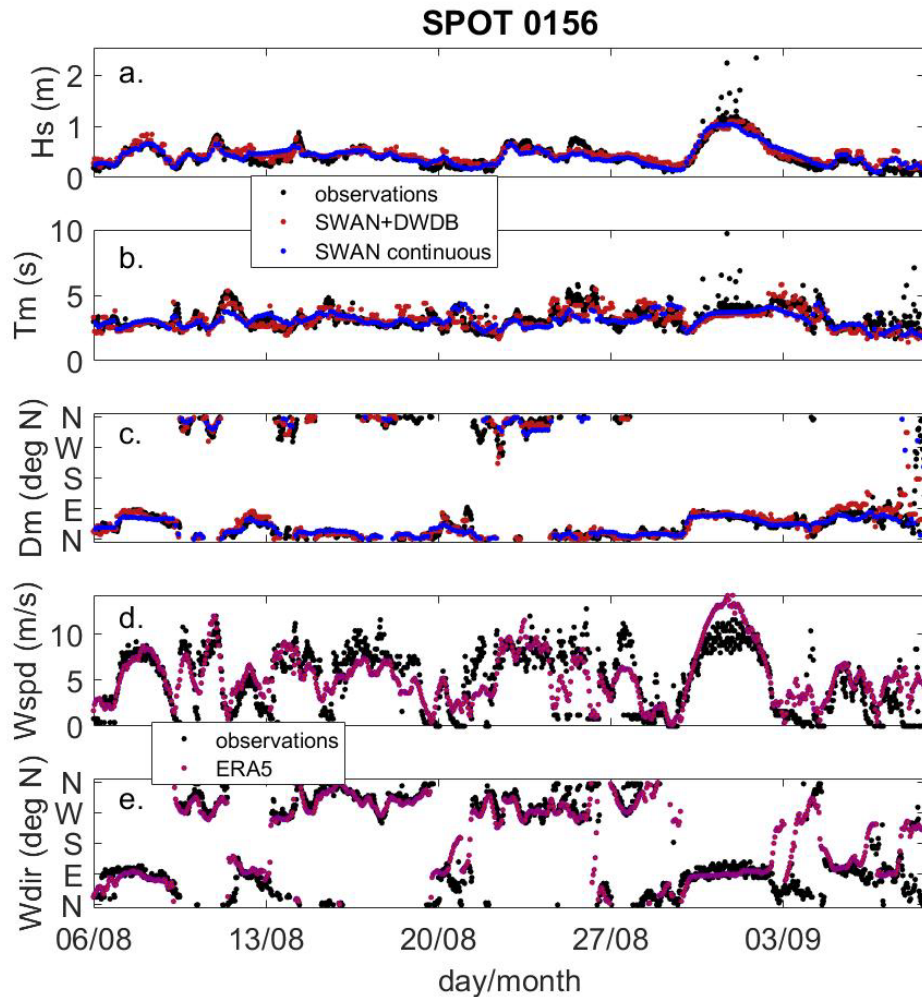 SPOT 0156
a.
Hs (m)
2
1
0
observations
SWAN+DWDB
SWAN continuous
b.
Tm (s)
10
5
0
c.
Dm (deg N)
N
W
S
E
N
d.
Wspd (m/s)
10
5
0
observations
ERA5
e.
Wdir (deg N)
N
W
S
E
N
06/08 13/08 20/08 27/08 03/09
day/month